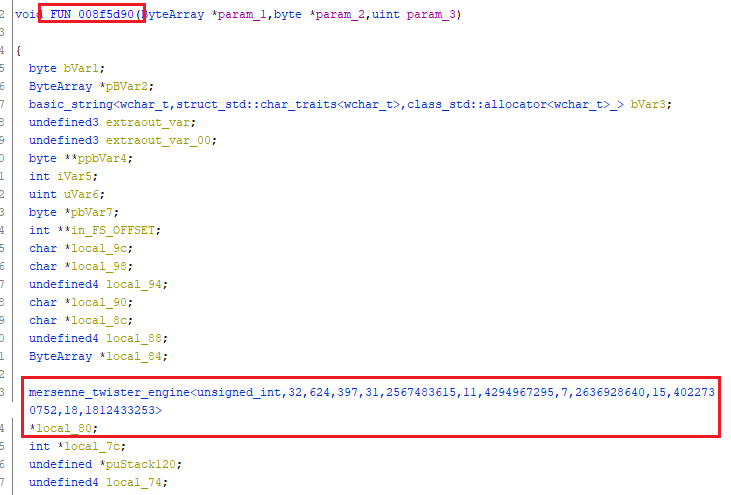 2 void FUN_008f5d90(ByteArray *param_1,byte *param_2,uint param_3)
3
4 {
5 byte bVar1;
6 ByteArray *pBVar2;
7 basic_string<wchar_t,struct_std::char_traits<wchar_t>,class_std::allocator<wchar_t>_> bVar3;
8 undefined3 extraout_var;
9 undefined3 extraout_var_00;
0 byte **ppbVar4;
1 int iVar5;
2 uint uVar6;
3 byte *pbVar7;
4 int **in_FS_OFFSET;
5 char *local_9c;
6 char *local_98;
7 undefined4 local_94;
8 char *local_90;
9 char *local_8c;
0 undefined4 local_88;
1 ByteArray *local_84;
2
3 mersenne_twister_engine<unsigned_int,32,624,397,31,2567483615,11,4294967295,7,2636928640,15,402273
0752,18,1812433253>
4 *local_80;
5 int *local_7c;
6 undefined *puStack120;
7 undefined4 local_74;